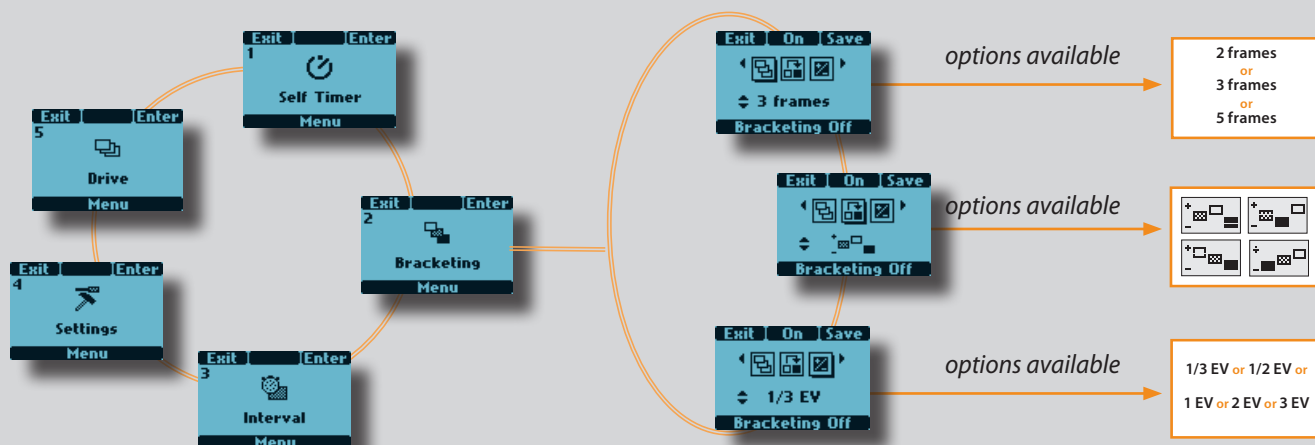 Exit Enter
1
Self Timer
Menu
Exit Enter
5
Drive
Menu
Exit Enter
2
Bracketing
Menu
Exit Enter
4
Settings
Menu
Exit Enter
3
Interval
Menu
Exit On Save
3 frames
Bracketing Off
options available
2 frames
or
3 frames
or
5 frames
Exit On Save
Bracketing Off
options available
Exit On Save
1/3 EV
Bracketing Off
options available
1/3 EV or 1/2 EV or
1 EV or 2 EV or 3 EV